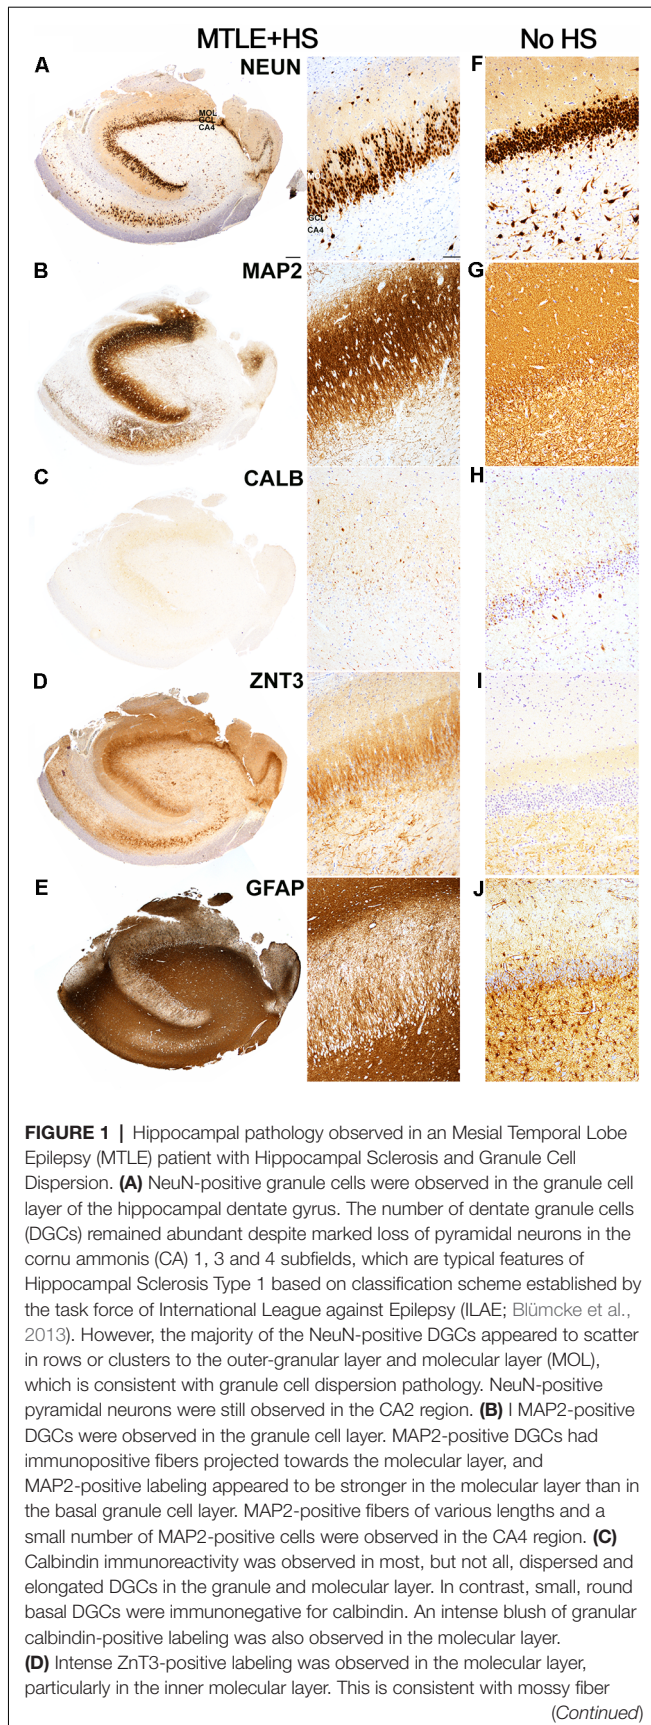 MTLE+HS No HS
A NEUN F
MOL
GCL
CA4
GCL
CA4
B MAP2 G
C CALB H
D ZNT3 I
E GFAP J
FIGURE 1 | Hippocampal pathology observed in an Mesial Temporal Lobe
Epilepsy (MTLE) patient with Hippocampal Sclerosis and Granule Cell
Dispersion. (A) NeuN-positive granule cells were observed in the granule cell
layer of the hippocampal dentate gyrus. The number of dentate granule cells
(DGCs) remained abundant despite marked loss of pyramidal neurons in the
cornu ammonis (CA) 1, 3 and 4 subfields, which are typical features of
Hippocampal Sclerosis Type 1 based on classification scheme established by
the task force of International League against Epilepsy (ILAE; Blümcke et al.,
2013). However, the majority of the NeuN-positive DGCs appeared to scatter
in rows or clusters to the outer-granular layer and molecular layer (MOL),
which is consistent with granule cell dispersion pathology. NeuN-positive
pyramidal neurons were still observed in the CA2 region. (B) I MAP2-positive
DGCs were observed in the granule cell layer. MAP2-positive DGCs had
immunopositive fibers projected towards the molecular layer, and
MAP2-positive labeling appeared to be stronger in the molecular layer than in
the basal granule cell layer. MAP2-positive fibers of various lengths and a
small number of MAP2-positive cells were observed in the CA4 region. (C)
Calbindin immunoreactivity was observed in most, but not all, dispersed and
elongated DGCs in the granule and molecular layer. In contrast, small, round
basal DGCs were immunonegative for calbindin. An intense blush of granular
calbindin-positive labeling was also observed in the molecular layer.
(D) Intense ZnT3-positive labeling was observed in the molecular layer,
particularly in the inner molecular layer. This is consistent with mossy fiber
(Continued)